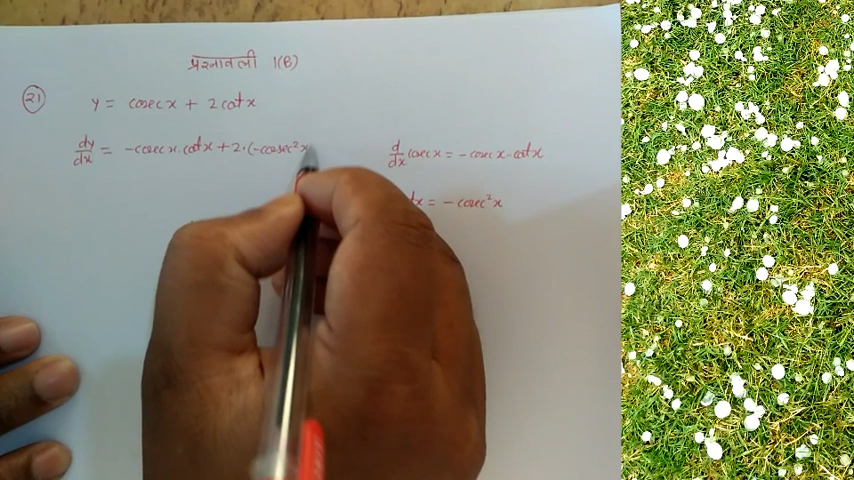 प्रश्नावली 1(B)
21 y = cosec x + 2 cot x
dy/dx = -cosec x . cot x + 2 . (-cosec²x
d/dx cosec x = -cosec x . cot x
= -cosec²x